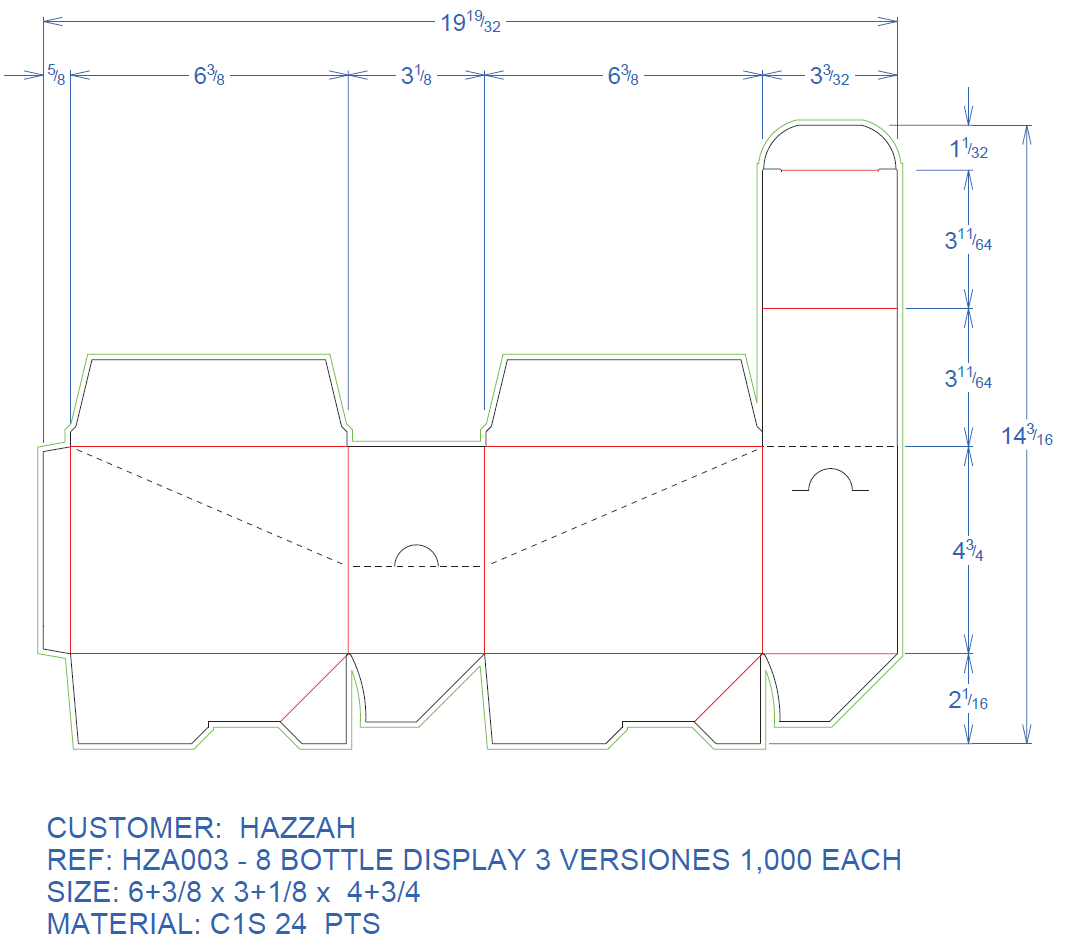 19 19/32
5/8 6 3/8 3 1/8 6 3/8 3 3/32
1 1/32
3 11/64
3 11/64
14 3/16
4 3/4
2 1/16
CUSTOMER:  HAZZAH
REF: HZA003 - 8 BOTTLE DISPLAY 3 VERSIONES 1,000 EACH
SIZE: 6+3/8 x 3+1/8 x  4+3/4
MATERIAL: C1S 24  PTS